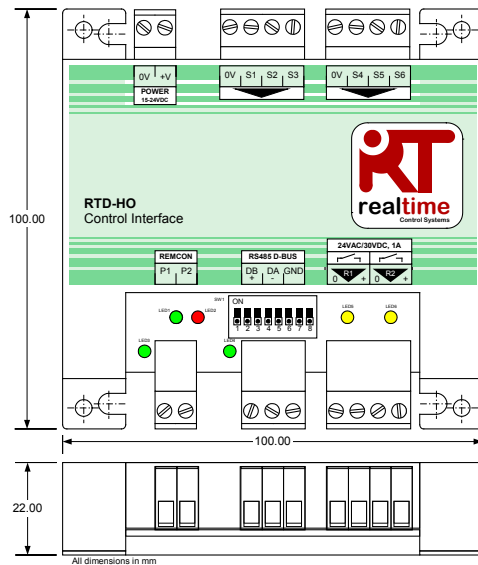 0V +V
POWER
15-24VDC
0V S1 S2 S3
0V S4 S5 S6
RT
realtime
Control Systems
RTD-HO
Control Interface
100.00
REMCON
P1 P2
RS485 D-BUS
DB DA GND
+ -
24VAC/30VDC, 1A
R1 R2
0 + 0 +
SW1
ON
1 2 3 4 5 6 7 8
LED1
LED2
LED5
LED6
LED3
100.00
22.00
All dimensions in mm